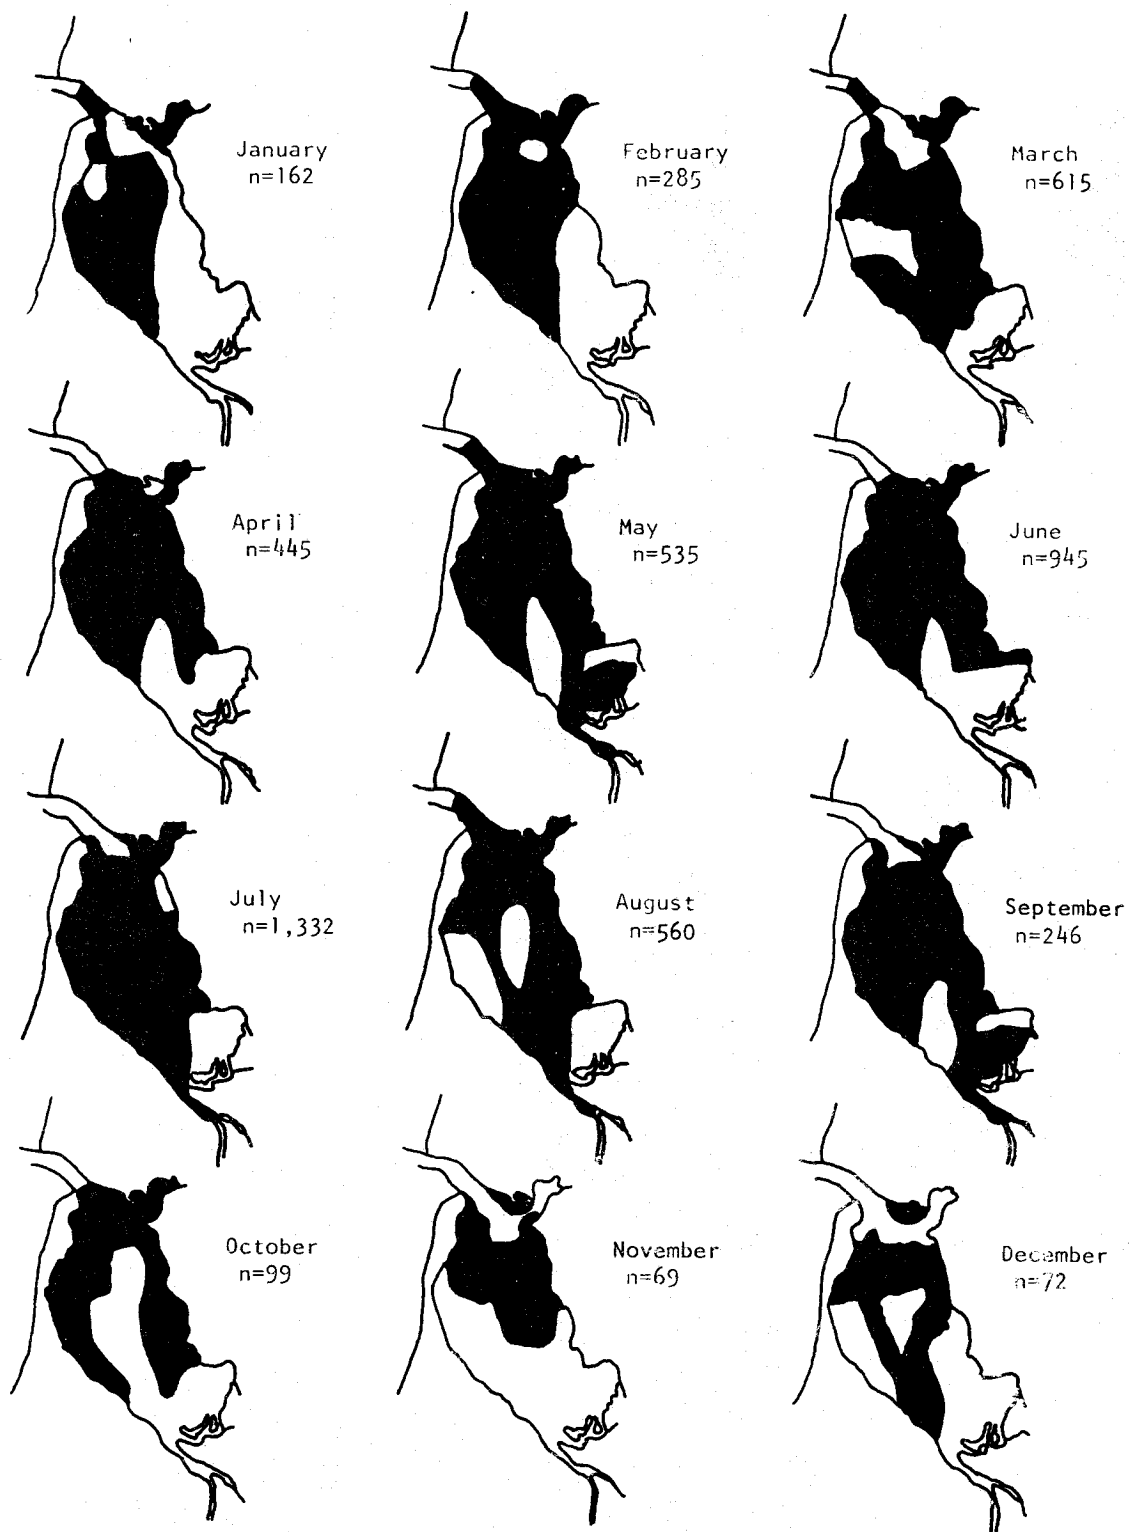 January
n=162
February
n=285
March
n=615
April
n=445
May
n=535
June
n=945
July
n=1,332
August
n=560
September
n=246
October
n=99
November
n=69
December
n=72